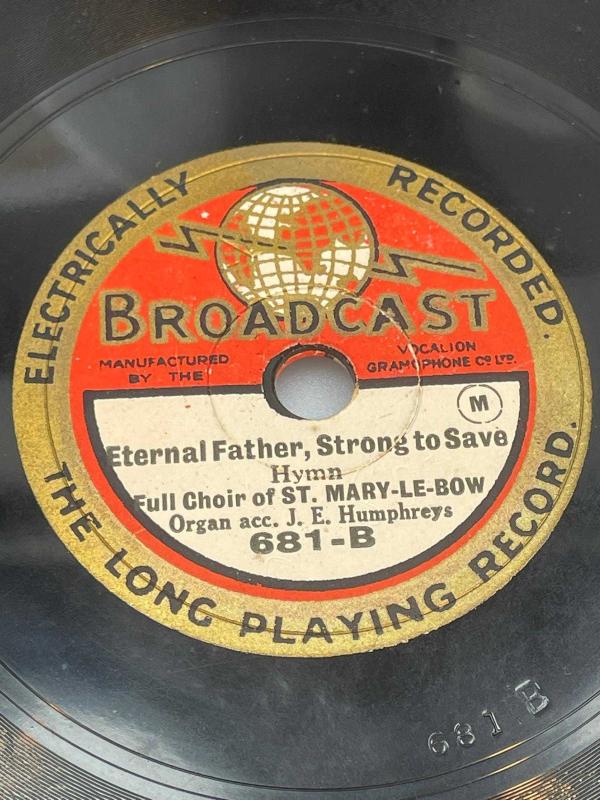 ELECTRICALLY RECORDED.
BROADCAST
MANUFACTURED BY THE
VOCALION GRAMOPHONE Cº LTD.
M
Eternal Father, Strong to Save
Hymn
Full Choir of ST. MARY-LE-BOW
Organ acc. J. E. Humphreys
681-B
THE LONG PLAYING RECORD.
681 B